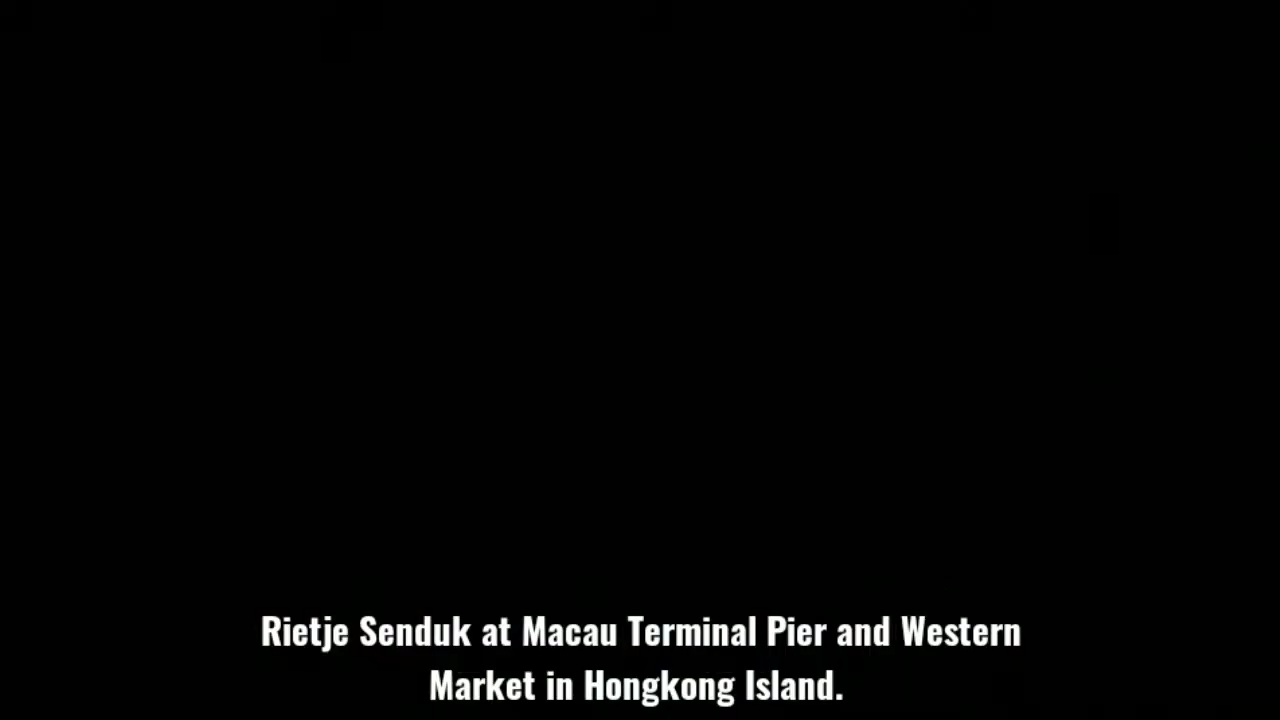 Rietje Senduk at Macau Terminal Pier and Western
Market in Hongkong Island.